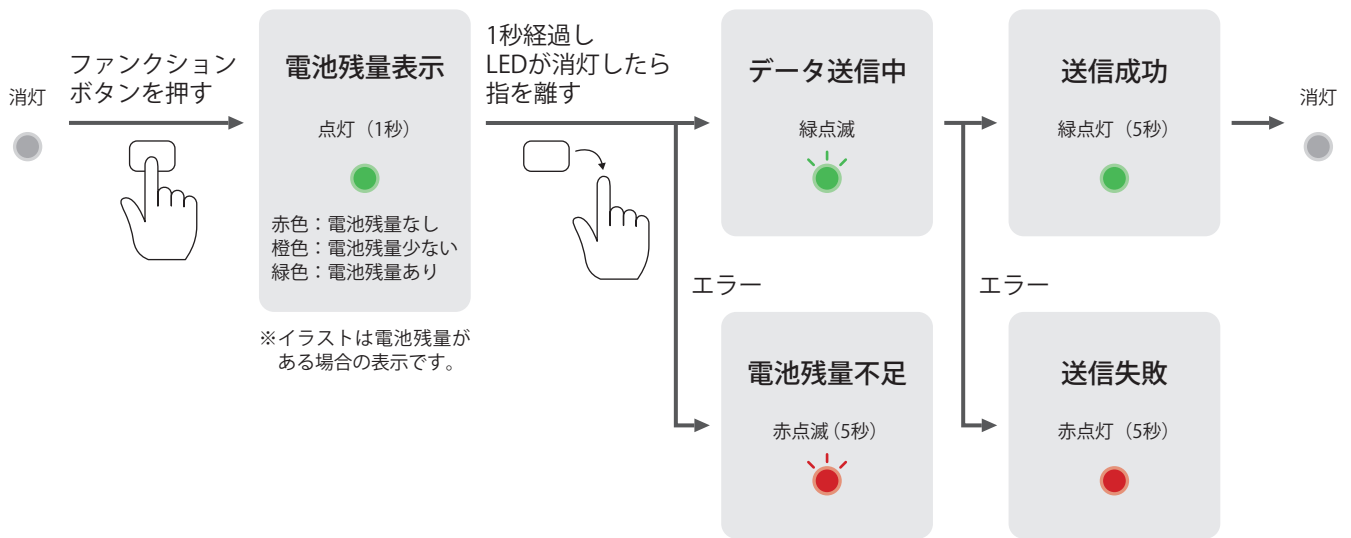 消灯
ファンクション
ボタンを押す
電池残量表示
点灯（1秒）
赤色：電池残量なし
橙色：電池残量少ない
緑色：電池残量あり
※イラストは電池残量が
ある場合の表示です。
1秒経過し
LEDが消灯したら
指を離す
データ送信中
緑点滅
エラー
電池残量不足
赤点滅（5秒）
送信成功
緑点灯（5秒）
エラー
送信失敗
赤点灯（5秒）
消灯